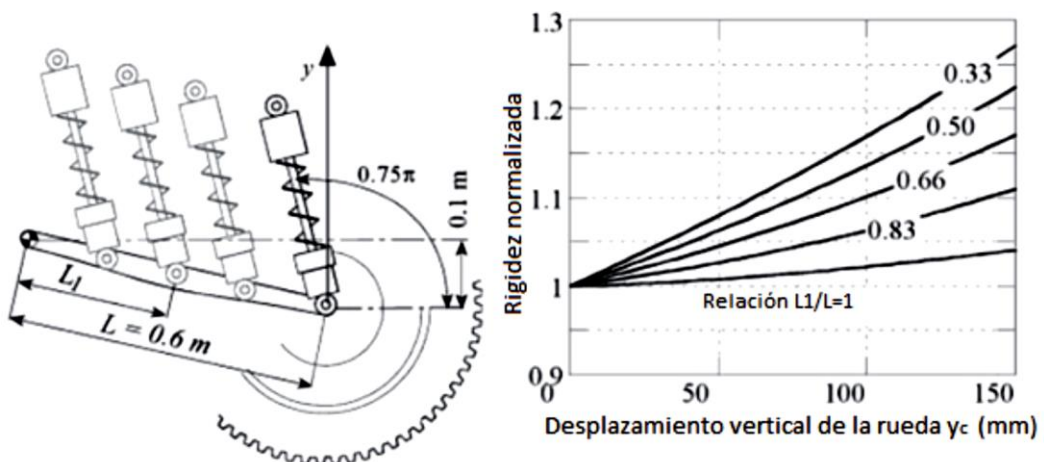 y
0.75π
0.1 m
L1
L = 0.6 m
Rigidez normalizada
1.3
1.2
1.1
1
0.9
0.33
0.50
0.66
0.83
Relación L1/L=1
0
50
100
150
Desplazamiento vertical de la rueda yc (mm)